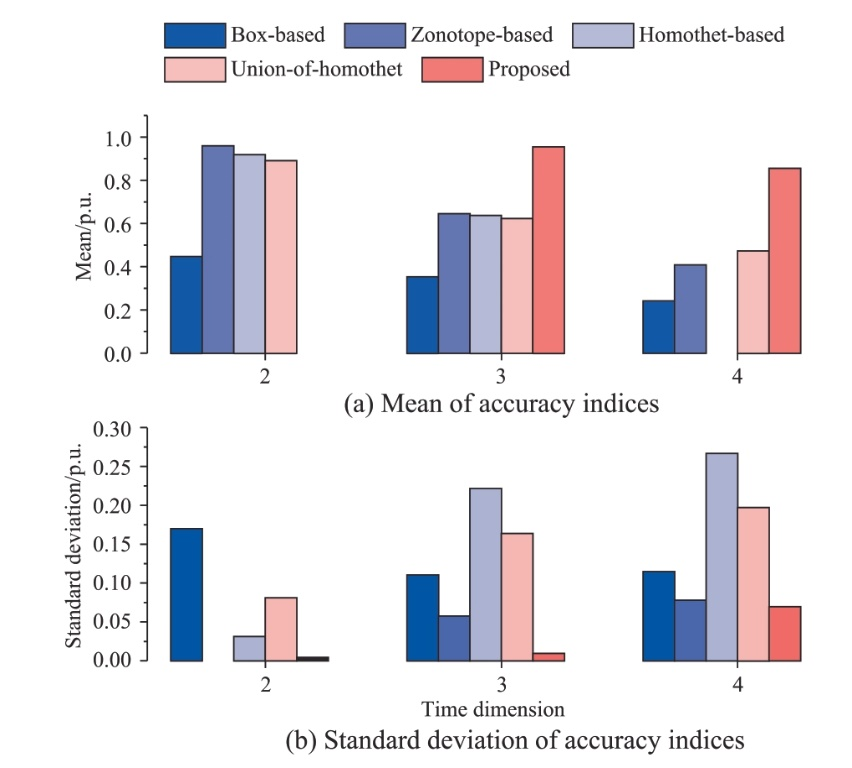 Box-based Zonotope-based Homothet-based
Union-of-homothet Proposed
Mean/p.u.
1.0
0.8
0.6
0.4
0.2
0.0
2 3 4
(a) Mean of accuracy indices
Standard deviation/p.u.
0.30
0.25
0.20
0.15
0.10
0.05
0.00
2 3 4
Time dimension
(b) Standard deviation of accuracy indices